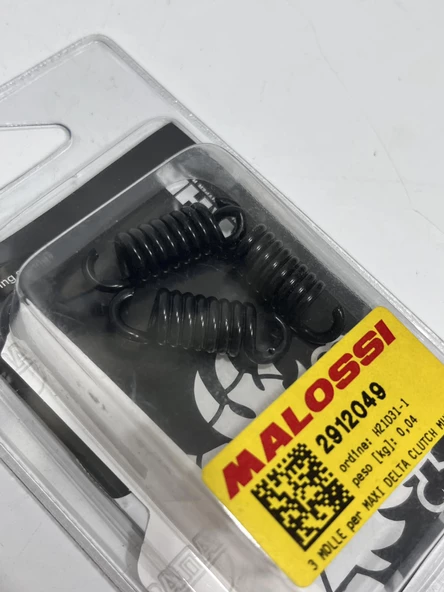 MALOSSI
2912049
ordine: H21031-1
peso [kg]: 0,04
3 MOLLE per MAXI DELTA CLUTCH